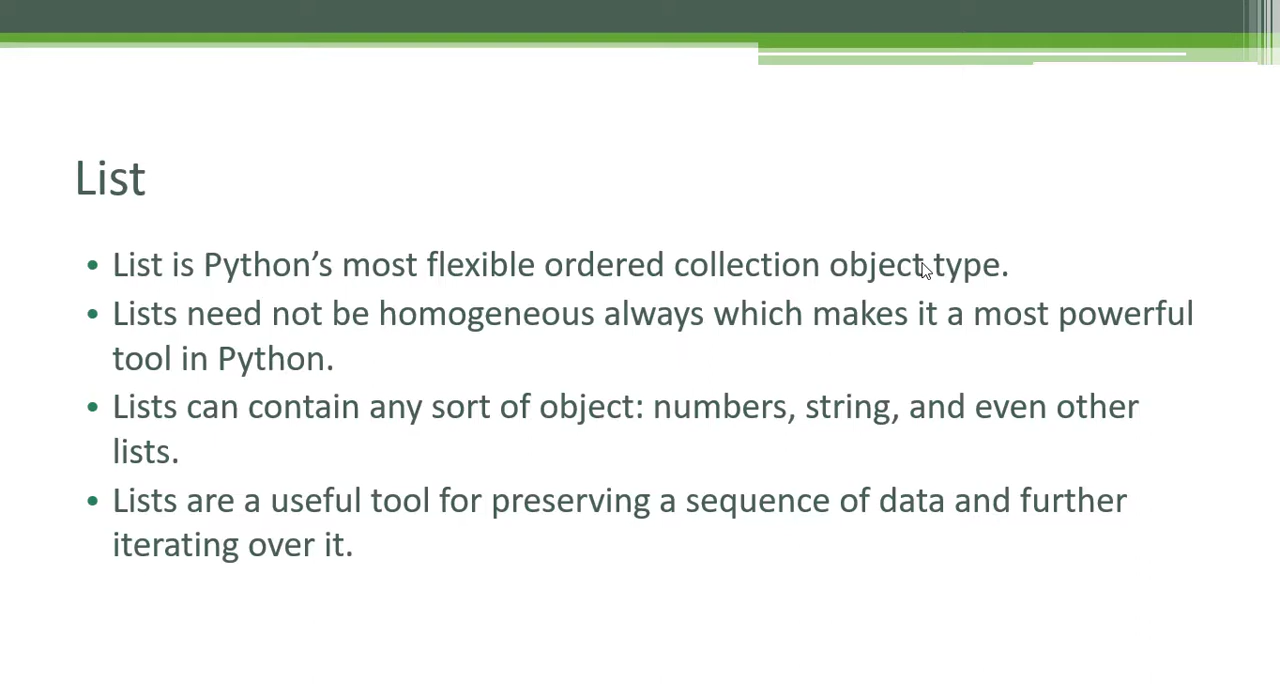 List
• List is Python’s most flexible ordered collection object type.
• Lists need not be homogeneous always which makes it a most powerful
tool in Python.
• Lists can contain any sort of object: numbers, string, and even other
lists.
• Lists are a useful tool for preserving a sequence of data and further
iterating over it.